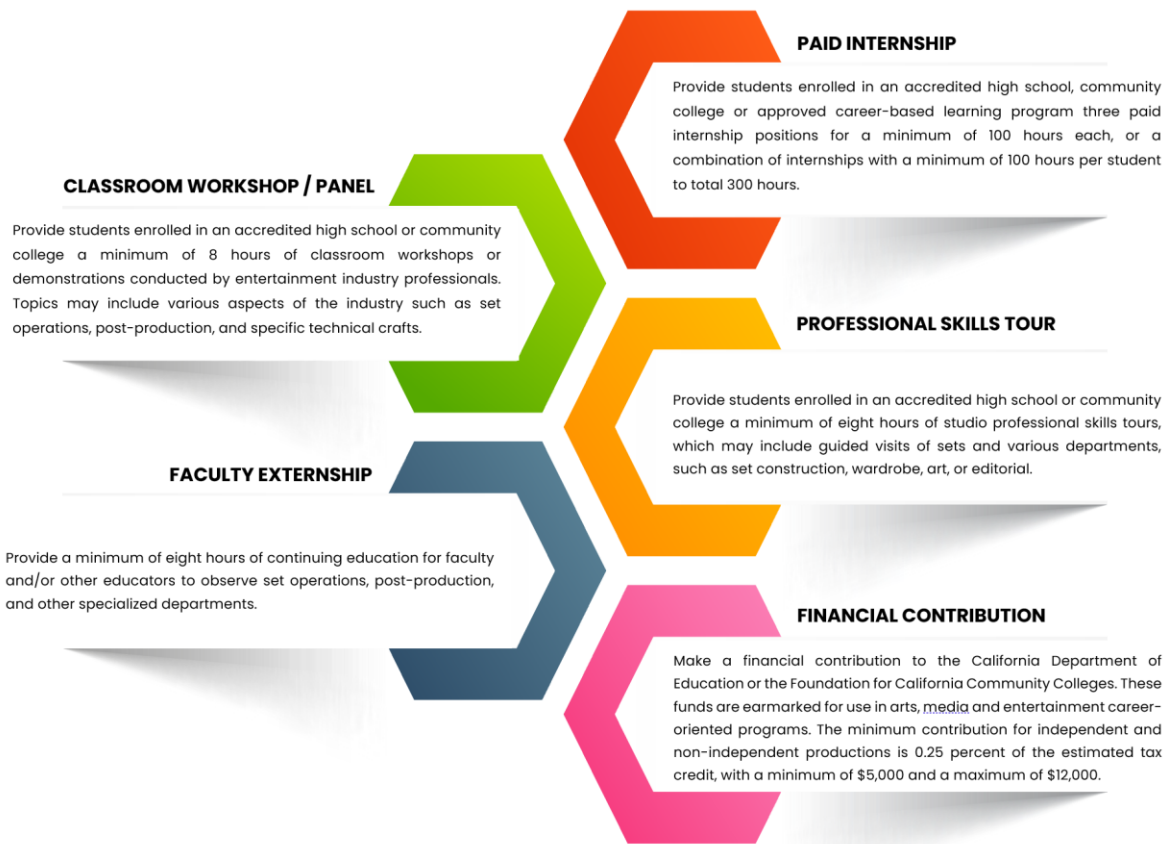 PAID INTERNSHIP
Provide students enrolled in an accredited high school, community
college or approved career-based learning program three paid
internship positions for a minimum of 100 hours each, or a
combination of internships with a minimum of 100 hours per student
to total 300 hours.
CLASSROOM WORKSHOP / PANEL
Provide students enrolled in an accredited high school or community
college a minimum of 8 hours of classroom workshops or
demonstrations conducted by entertainment industry professionals.
Topics may include various aspects of the industry such as set
operations, post-production, and specific technical crafts.
PROFESSIONAL SKILLS TOUR
Provide students enrolled in an accredited high school or community
college a minimum of eight hours of studio professional skills tours,
which may include guided visits of sets and various departments,
such as set construction, wardrobe, art, or editorial.
FACULTY EXTERNSHIP
Provide a minimum of eight hours of continuing education for faculty
and/or other educators to observe set operations, post-production,
and other specialized departments.
FINANCIAL CONTRIBUTION
Make a financial contribution to the California Department of
Education or the Foundation for California Community Colleges. These
funds are earmarked for use in arts, media and entertainment career-
oriented programs. The minimum contribution for independent and
non-independent productions is 0.25 percent of the estimated tax
credit, with a minimum of $5,000 and a maximum of $12,000.